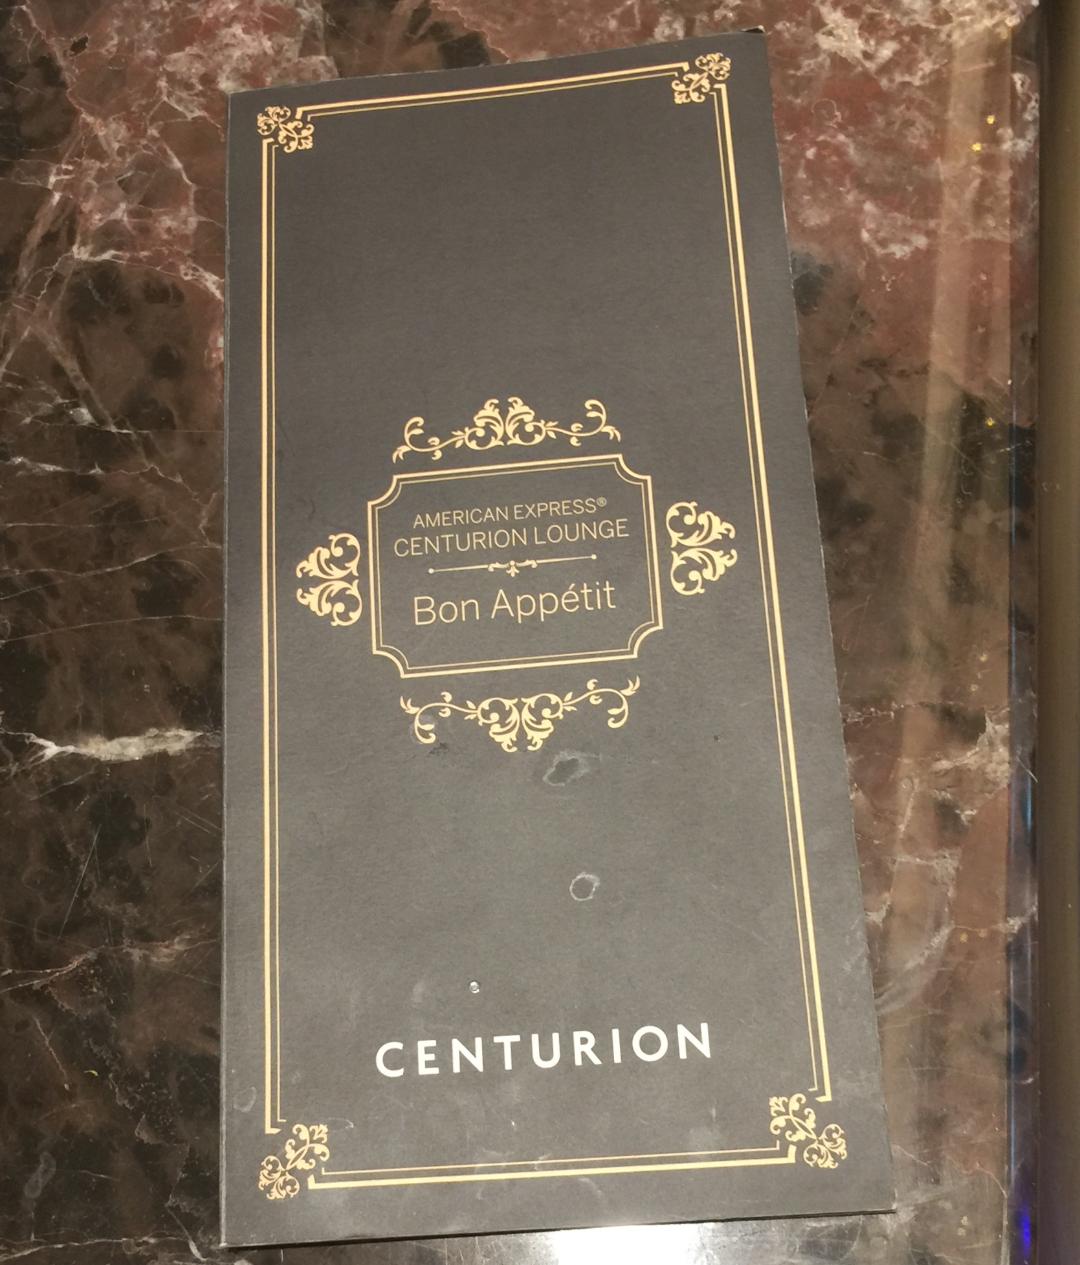 AMERICAN EXPRESS®
CENTURION LOUNGE
Bon Appétit
CENTURION